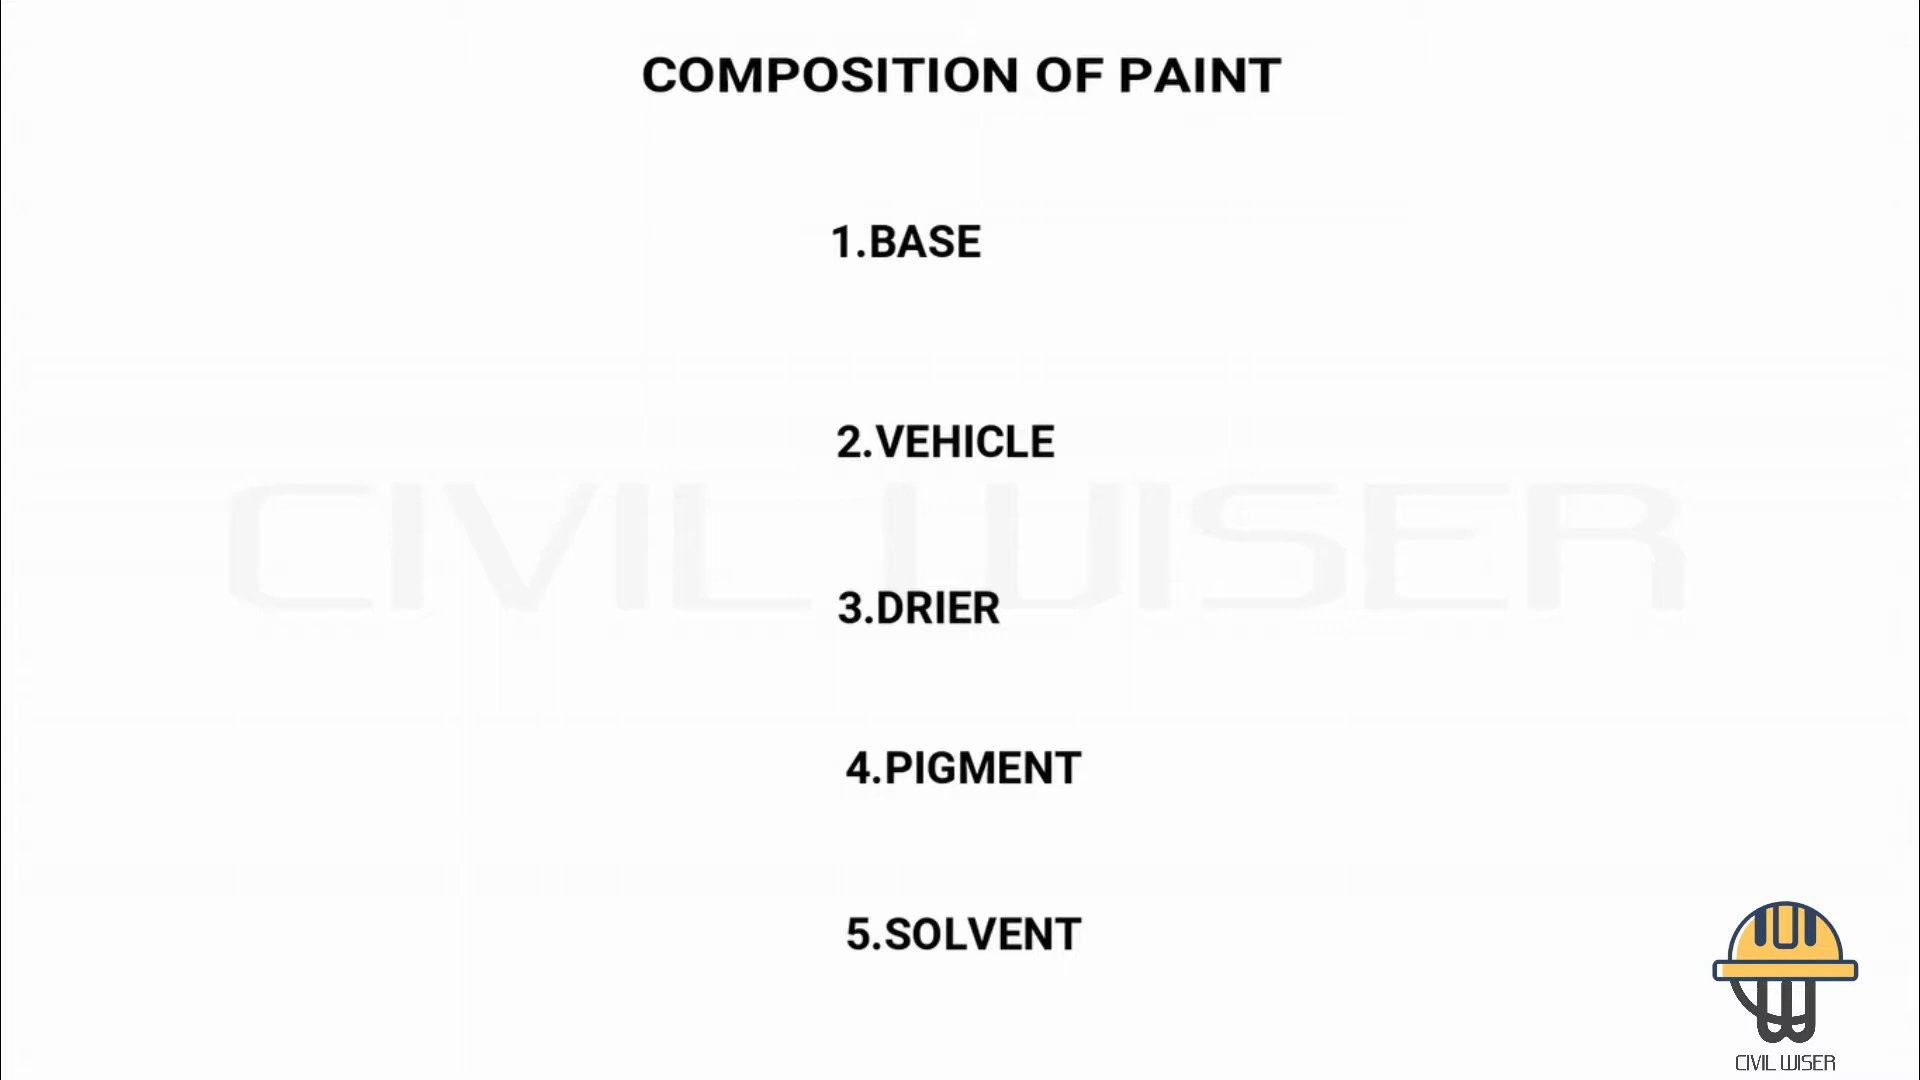 COMPOSITION OF PAINT
1.BASE
2.VEHICLE
CIVIL WISER
3.DRIER
4.PIGMENT
5.SOLVENT
CIVIL WISER